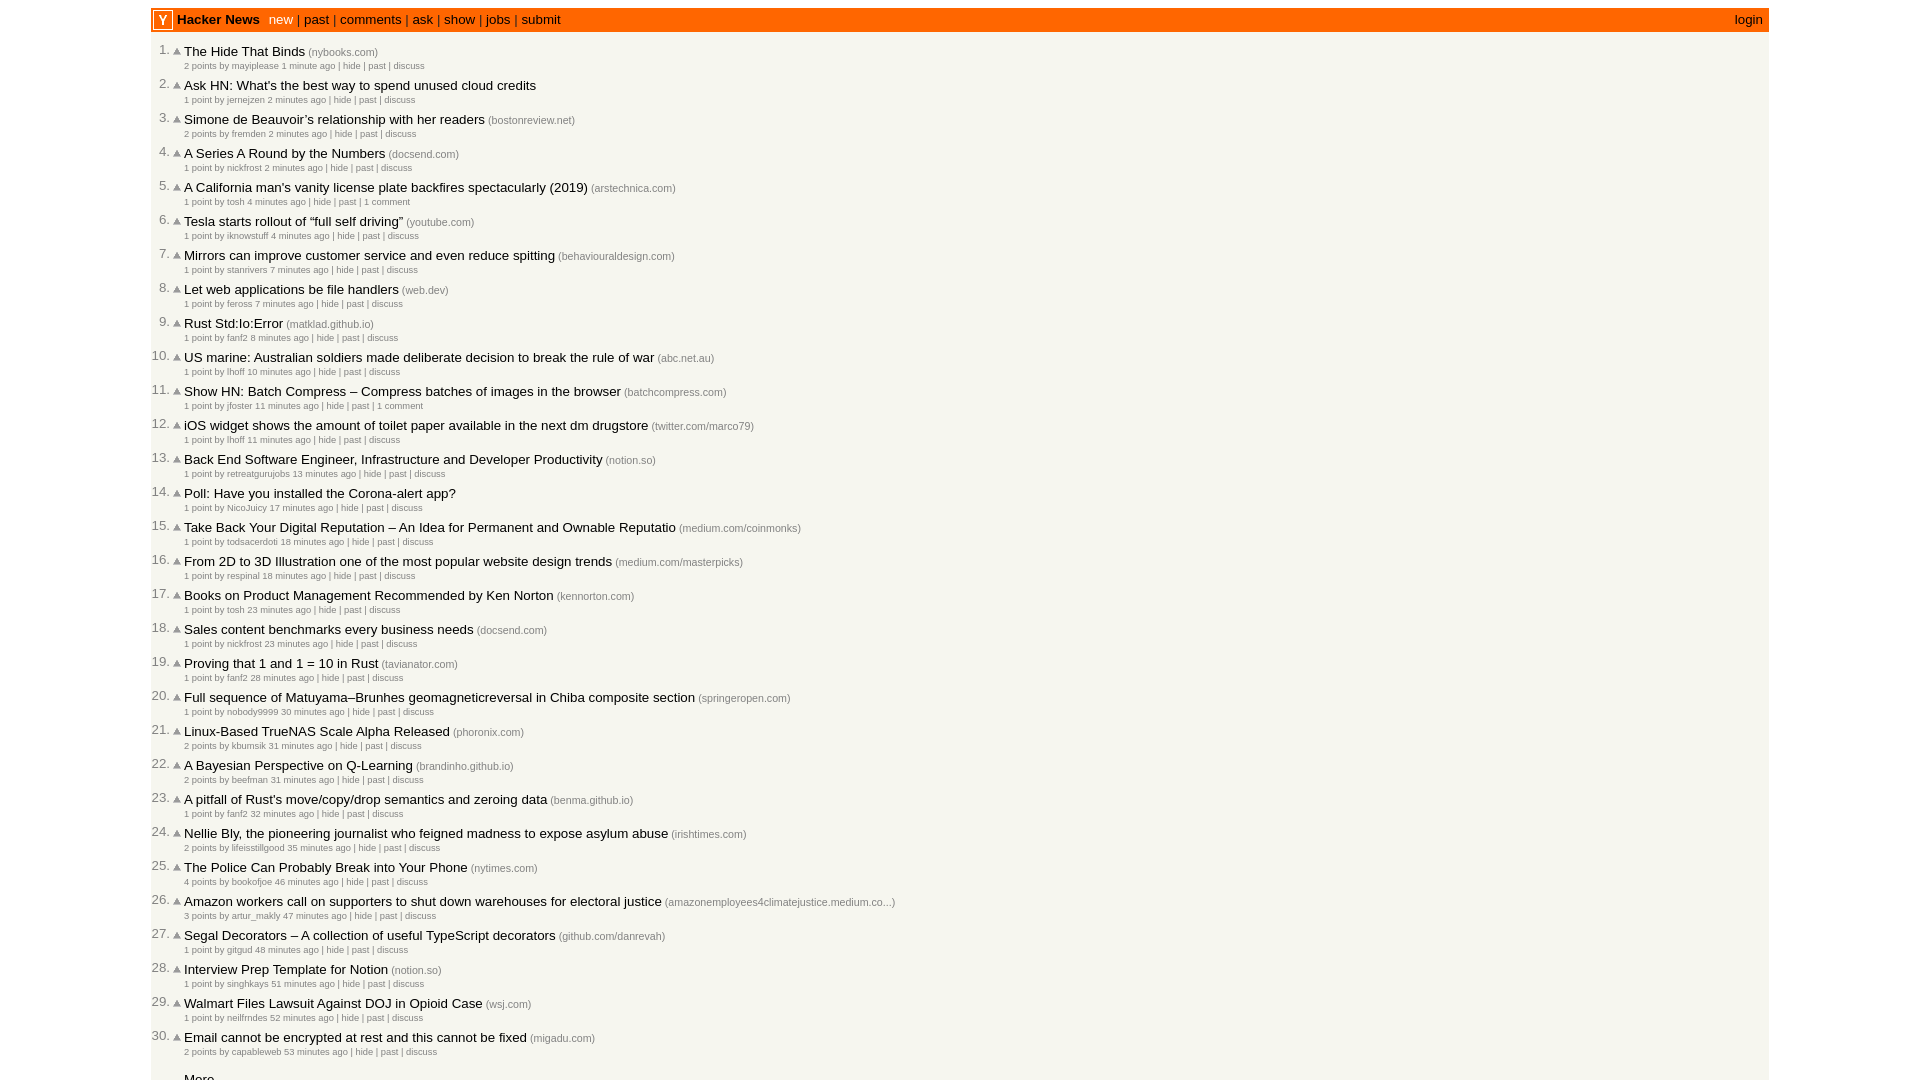 Y Hacker News new | past | comments | ask | show | jobs | submit login
1. The Hide That Binds (nybooks.com)
2 points by mayiplease 1 minute ago | hide | past | discuss
2. Ask HN: What's the best way to spend unused cloud credits
1 point by jernejzen 2 minutes ago | hide | past | discuss
3. Simone de Beauvoir’s relationship with her readers (bostonreview.net)
2 points by fremden 2 minutes ago | hide | past | discuss
4. A Series A Round by the Numbers (docsend.com)
1 point by nickfrost 2 minutes ago | hide | past | discuss
5. A California man's vanity license plate backfires spectacularly (2019) (arstechnica.com)
1 point by tosh 4 minutes ago | hide | past | 1 comment
6. Tesla starts rollout of “full self driving” (youtube.com)
1 point by iknowstuff 4 minutes ago | hide | past | discuss
7. Mirrors can improve customer service and even reduce spitting (behaviouraldesign.com)
1 point by stanrivers 7 minutes ago | hide | past | discuss
8. Let web applications be file handlers (web.dev)
1 point by feross 7 minutes ago | hide | past | discuss
9. Rust Std:Io:Error (matklad.github.io)
1 point by fanf2 8 minutes ago | hide | past | discuss
10. US marine: Australian soldiers made deliberate decision to break the rule of war (abc.net.au)
1 point by lhoff 10 minutes ago | hide | past | discuss
11. Show HN: Batch Compress – Compress batches of images in the browser (batchcompress.com)
1 point by jfoster 11 minutes ago | hide | past | 1 comment
12. iOS widget shows the amount of toilet paper available in the next dm drugstore (twitter.com/marco79)
1 point by lhoff 11 minutes ago | hide | past | discuss
13. Back End Software Engineer, Infrastructure and Developer Productivity (notion.so)
1 point by retreatgurujobs 13 minutes ago | hide | past | discuss
14. Poll: Have you installed the Corona-alert app?
1 point by NicoJuicy 17 minutes ago | hide | past | discuss
15. Take Back Your Digital Reputation – An Idea for Permanent and Ownable Reputatio (medium.com/coinmonks)
1 point by todsacerdoti 18 minutes ago | hide | past | discuss
16. From 2D to 3D Illustration one of the most popular website design trends (medium.com/masterpicks)
1 point by respinal 18 minutes ago | hide | past | discuss
17. Books on Product Management Recommended by Ken Norton (kennorton.com)
1 point by tosh 23 minutes ago | hide | past | discuss
18. Sales content benchmarks every business needs (docsend.com)
1 point by nickfrost 23 minutes ago | hide | past | discuss
19. Proving that 1 and 1 = 10 in Rust (tavianator.com)
1 point by fanf2 28 minutes ago | hide | past | discuss
20. Full sequence of Matuyama–Brunhes geomagneticreversal in Chiba composite section (springeropen.com)
1 point by nobody9999 30 minutes ago | hide | past | discuss
21. Linux-Based TrueNAS Scale Alpha Released (phoronix.com)
2 points by kbumsik 31 minutes ago | hide | past | discuss
22. A Bayesian Perspective on Q-Learning (brandinho.github.io)
2 points by beefman 31 minutes ago | hide | past | discuss
23. A pitfall of Rust's move/copy/drop semantics and zeroing data (benma.github.io)
1 point by fanf2 32 minutes ago | hide | past | discuss
24. Nellie Bly, the pioneering journalist who feigned madness to expose asylum abuse (irishtimes.com)
2 points by lifeisstillgood 35 minutes ago | hide | past | discuss
25. The Police Can Probably Break into Your Phone (nytimes.com)
4 points by bookofjoe 46 minutes ago | hide | past | discuss
26. Amazon workers call on supporters to shut down warehouses for electoral justice (amazonemployees4climatejustice.medium.co...)
3 points by artur_makly 47 minutes ago | hide | past | discuss
27. Segal Decorators – A collection of useful TypeScript decorators (github.com/danrevah)
1 point by gitgud 48 minutes ago | hide | past | discuss
28. Interview Prep Template for Notion (notion.so)
1 point by singhkays 51 minutes ago | hide | past | discuss
29. Walmart Files Lawsuit Against DOJ in Opioid Case (wsj.com)
1 point by neilfrndes 52 minutes ago | hide | past | discuss
30. Email cannot be encrypted at rest and this cannot be fixed (migadu.com)
2 points by capableweb 53 minutes ago | hide | past | discuss
More